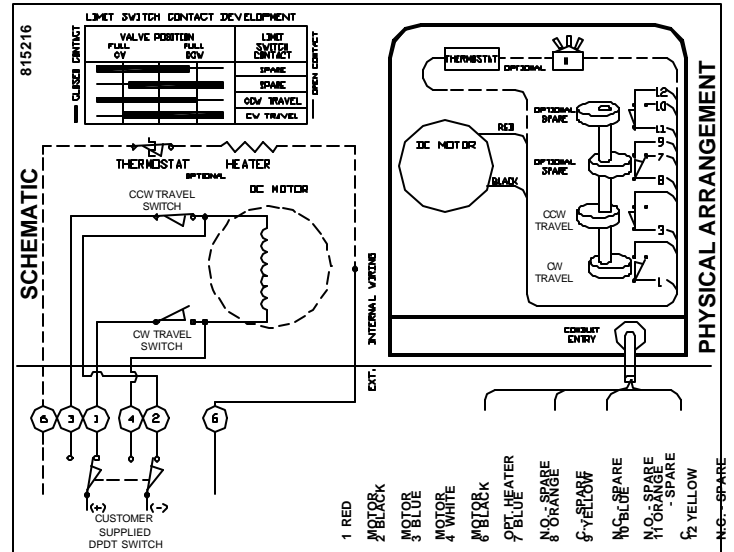 815216
LIMIT SWITCH CONTACT DEVELOPMENT
CLOSED CONTACT
OPEN CONTACT
VALVE POSITION
LIMIT
SWITCH
CONTACT
FULL
CW
FULL
CCW
SPARE
SPARE
CCW TRAVEL
CW TRAVEL
SCHEMATIC
THERMOSTAT
HEATER
OPTIONAL
DC MOTOR
CCW TRAVEL
SWITCH
CW TRAVEL
SWITCH
INTERNAL WIRING
EXT.
3
1
4
2
6
(+)
(-)
CUSTOMER
SUPPLIED
DPDT SWITCH
PHYSICAL ARRANGEMENT
THERMOSTAT
OPTIONAL
H
DC MOTOR
RED
BLACK
OPTIONAL
SPARE
OPTIONAL
SPARE
CCW
TRAVEL
CW
TRAVEL
12
10
11
9
7
8
3
1
CONDUIT
ENTRY
1 RED
MOTOR
2 BLACK
MOTOR
3 BLUE
MOTOR
4 WHITE
MOTOR
6 BLACK
OPT. HEATER
7 BLUE
N.O. - SPARE
8 ORANGE
C. - SPARE
9 YELLOW
N.C. - SPARE
10 BLUE
N.O. - SPARE
11 ORANGE
C. - SPARE
12 YELLOW
N.C. - SPARE